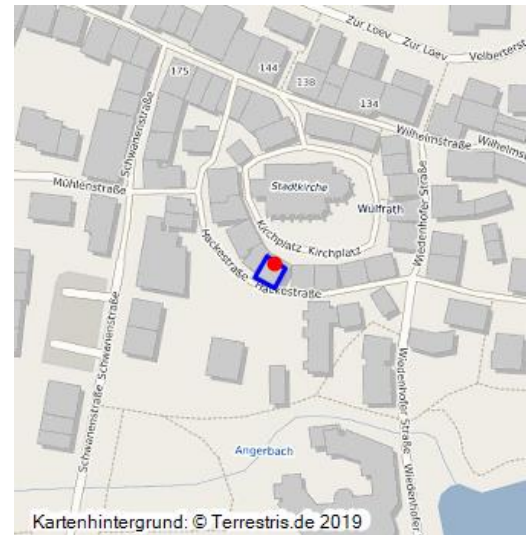 Zur Loev
Zur Loev
Velberterst
175
144
138
134
Wilhelmstraße
Wilhelms
Schwanenstraße
Mühlenstraße
Stadtkirche
Wülfrath
Wiedenhofer Straße
Kirchplatz
Kirchplatz
Hackestraße
Hackestraße
Schwanenstraße
Schwanenstraße
Wiedenhofer Straße
Wiedenhofer
Angerbach
Kartenhintergrund: © Terrestris.de 2019